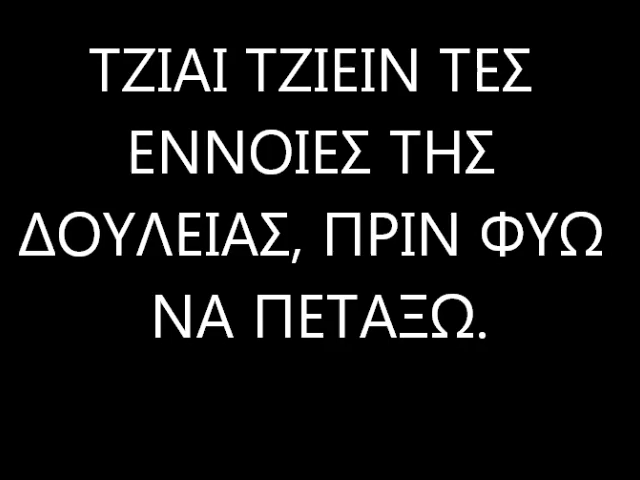 ΤΖΙΑΙ ΤΖΙΕΙΝ ΤΕΣ
ΕΝΝΟΙΕΣ ΤΗΣ
ΔΟΥΛΕΙΑΣ, ΠΡΙΝ ΦΥΩ
ΝΑ ΠΕΤΑΞΩ.